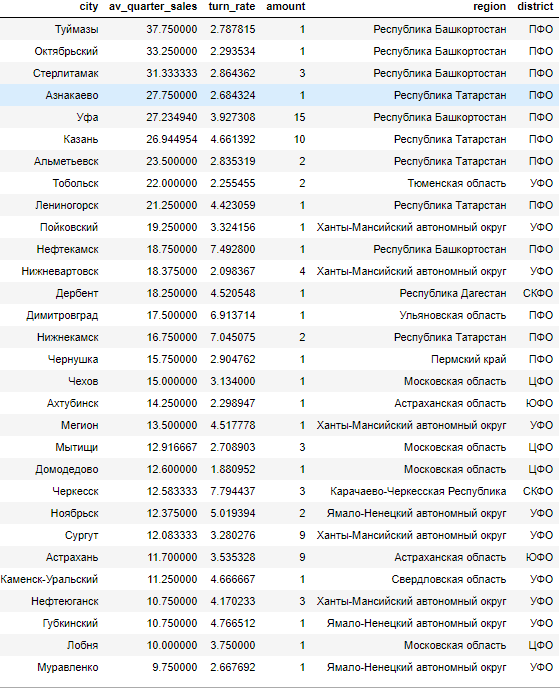 city av_quarter_sales turn_rate amount region district
Туймазы 37.750000 2.787815 1 Республика Башкортостан ПФО
Октябрьский 33.250000 2.293534 1 Республика Башкортостан ПФО
Стерлитамак 31.333333 2.864362 3 Республика Башкортостан ПФО
Азнакаево 27.750000 2.684324 1 Республика Татарстан ПФО
Уфа 27.234940 3.927308 15 Республика Башкортостан ПФО
Казань 26.944954 4.661392 10 Республика Татарстан ПФО
Альметьевск 23.500000 2.835319 2 Республика Татарстан ПФО
Тобольск 22.000000 2.255455 2 Тюменская область УФО
Лениногорск 21.250000 4.423059 1 Республика Татарстан ПФО
Пойковский 19.250000 3.324156 1 Ханты-Мансийский автономный округ УФО
Нефтекамск 18.750000 7.492800 1 Республика Башкортостан ПФО
Нижневартовск 18.375000 2.098367 4 Ханты-Мансийский автономный округ УФО
Дербент 18.250000 4.520548 1 Республика Дагестан СКФО
Димитровград 17.500000 6.913714 1 Ульяновская область ПФО
Нижнекамск 16.750000 7.045075 2 Республика Татарстан ПФО
Чернушка 15.750000 2.904762 1 Пермский край ПФО
Чехов 15.000000 3.134000 1 Московская область ЦФО
Ахтубинск 14.250000 2.298947 1 Астраханская область ЮФО
Мегион 13.500000 4.517778 1 Ханты-Мансийский автономный округ УФО
Мытищи 12.916667 2.708903 3 Московская область ЦФО
Домодедово 12.600000 1.880952 1 Московская область ЦФО
Черкесск 12.583333 7.794437 3 Карачаево-Черкесская Республика СКФО
Ноябрьск 12.375000 5.019394 2 Ямало-Ненецкий автономный округ УФО
Сургут 12.083333 3.280276 9 Ханты-Мансийский автономный округ УФО
Астрахань 11.700000 3.535328 9 Астраханская область ЮФО
Каменск-Уральский 11.250000 4.666667 1 Свердловская область УФО
Нефтеюганск 10.750000 4.170233 3 Ханты-Мансийский автономный округ УФО
Губкинский 10.750000 4.766512 1 Ямало-Ненецкий автономный округ УФО
Лобня 10.000000 3.750000 1 Московская область ЦФО
Муравленко 9.750000 2.667692 1 Ямало-Ненецкий автономный округ УФО